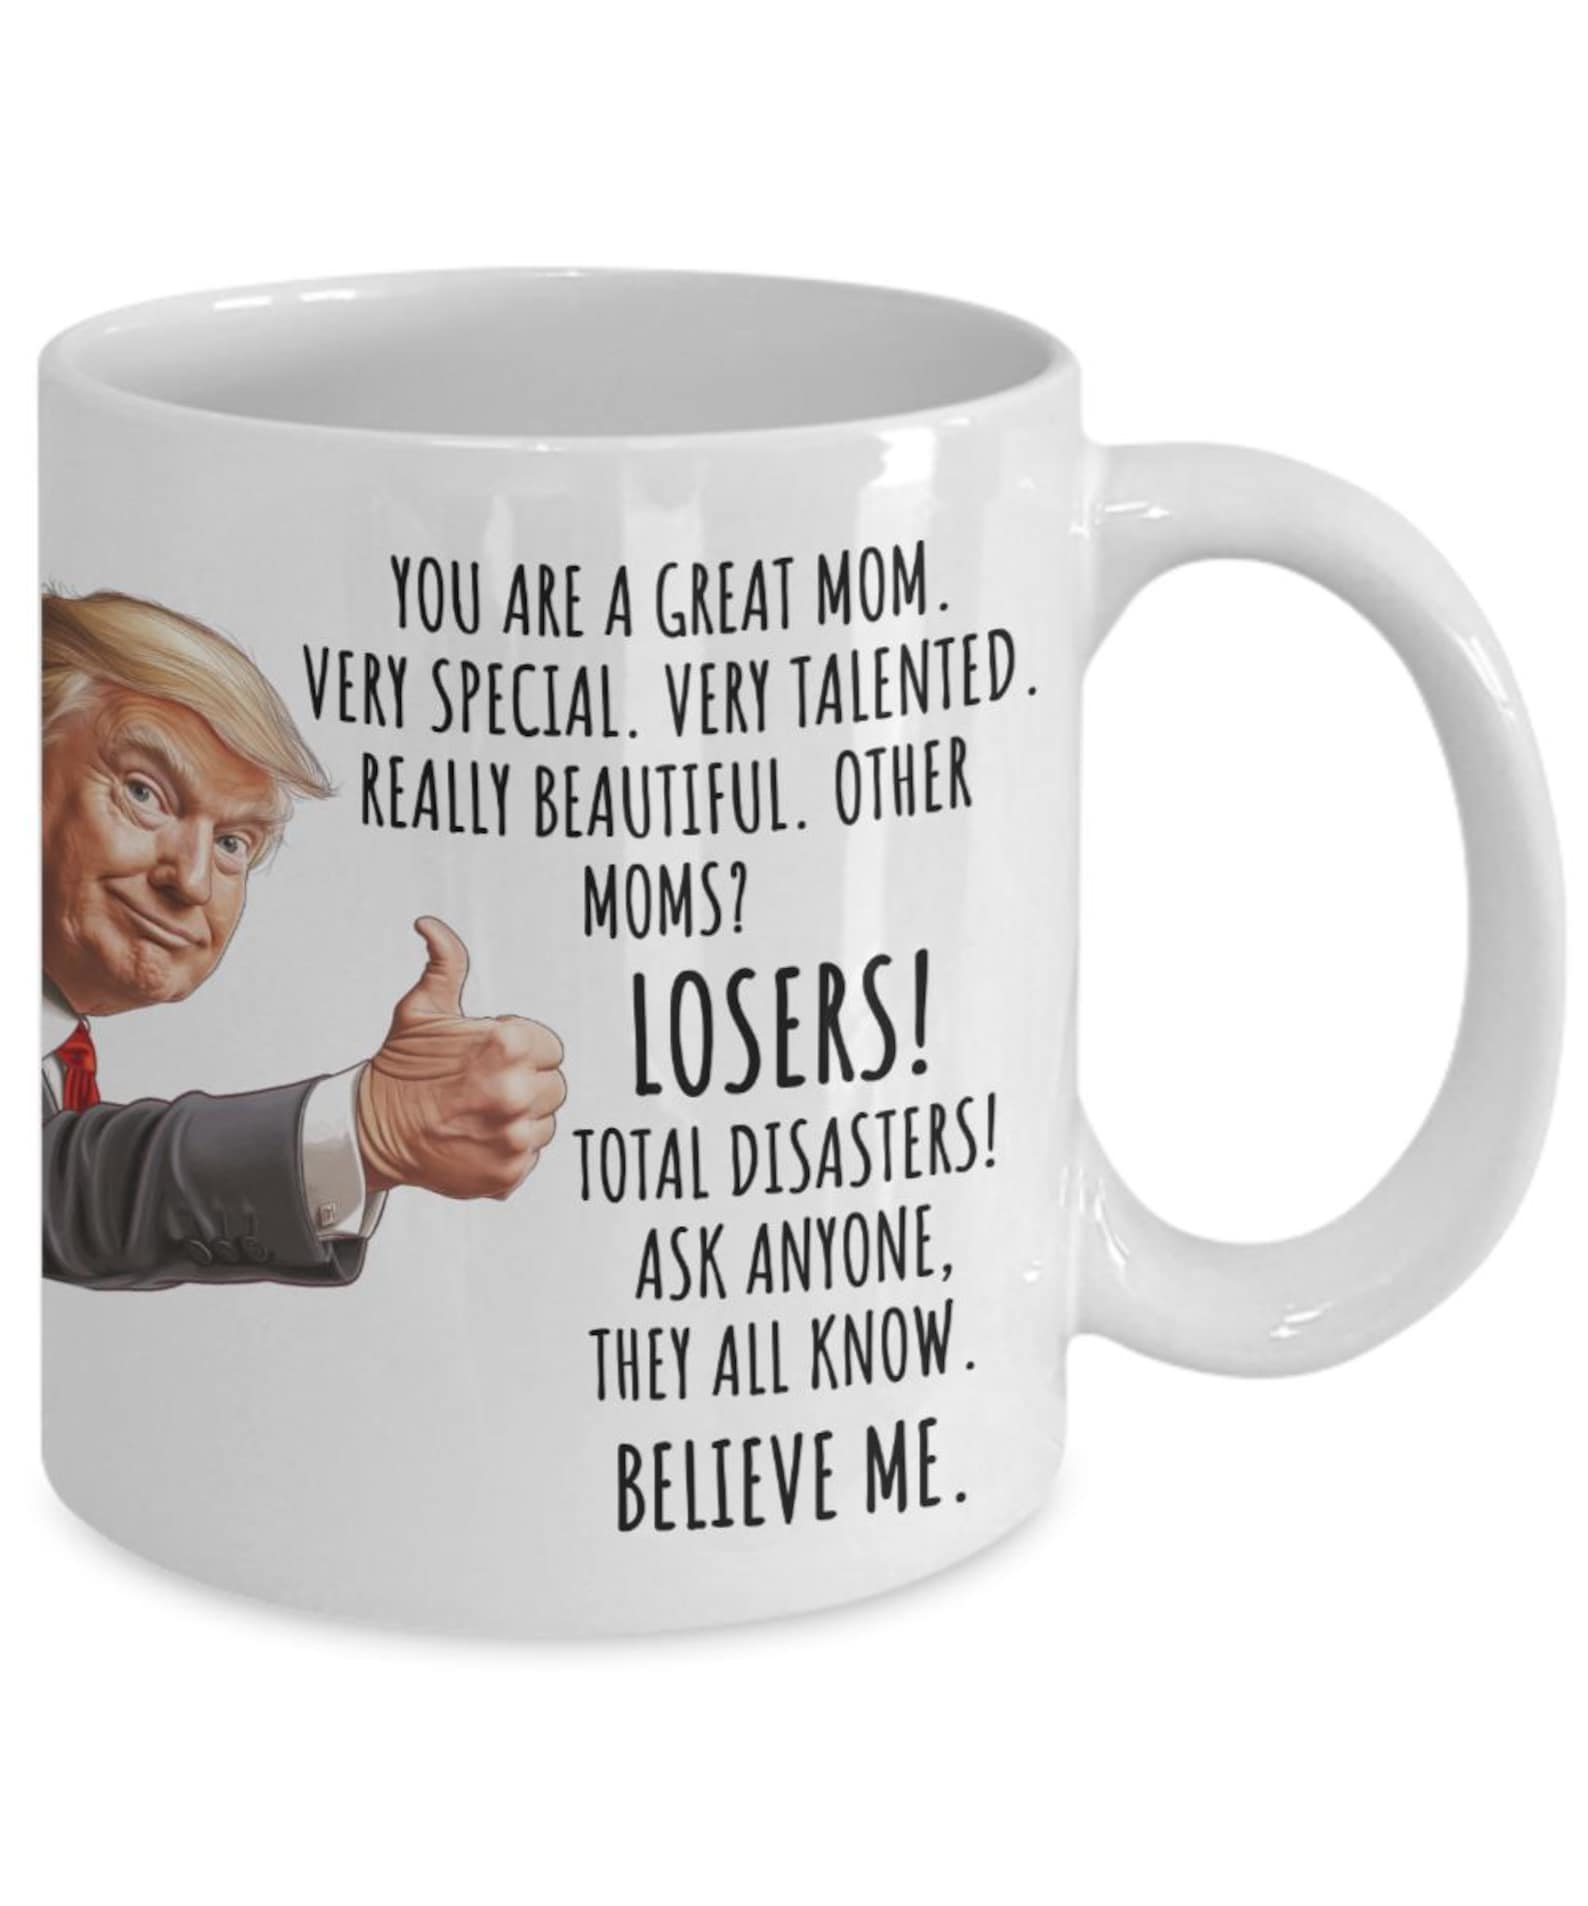 YOU ARE A GREAT MOM.
VERY SPECIAL. VERY TALENTED.
REALLY BEAUTIFUL. OTHER
MOMS?
LOSERS!
TOTAL DISASTERS!
ASK ANYONE,
THEY ALL KNOW.
BELIEVE ME.